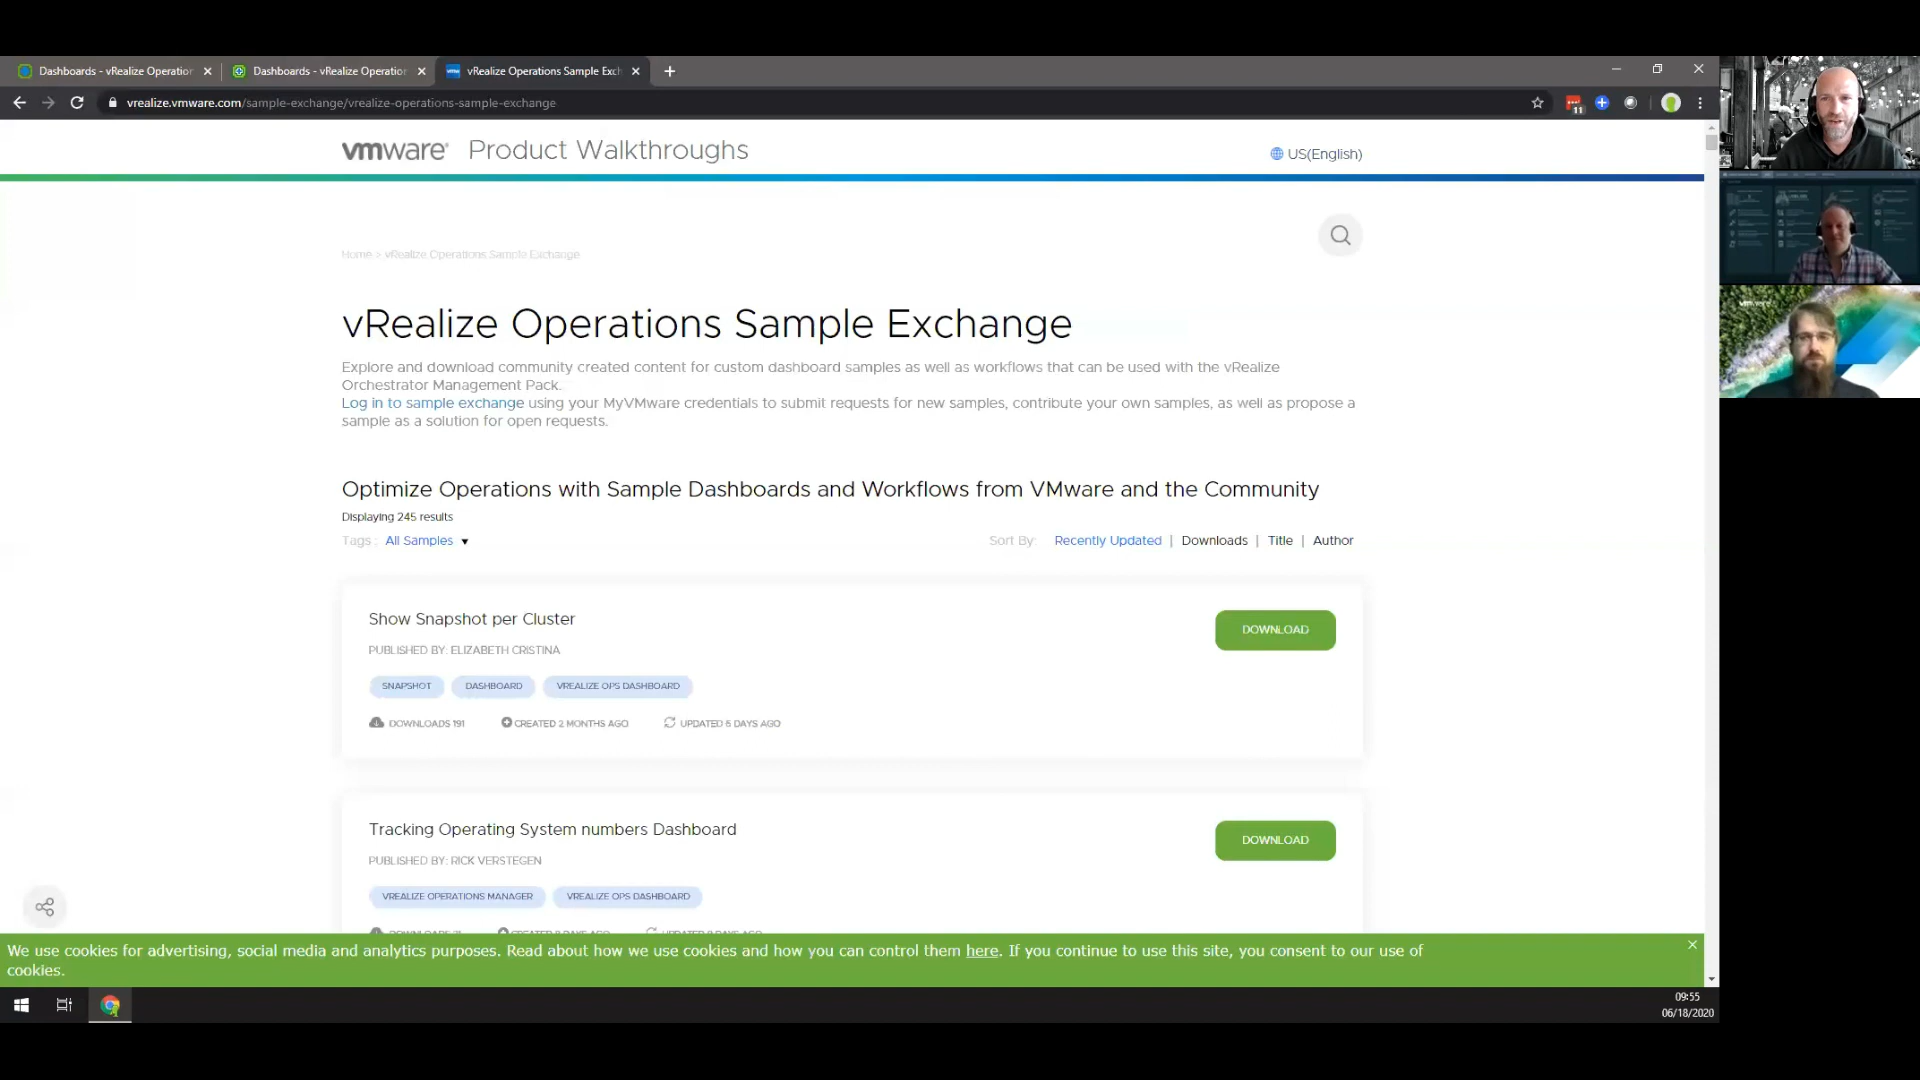 Dashboards - vRealize Operation
Dashboards - vRealize Operation
vRealize Operations Sample Exc
vrealize.vmware.com/sample-exchange/vrealize-operations-sample-exchange
11
vmware Product Walkthroughs
US(English)
Home > vRealize Operations Sample Exchange
vRealize Operations Sample Exchange
Explore and download community created content for custom dashboard samples as well as workflows that can be used with the vRealize
Orchestrator Management Pack.
Log in to sample exchange using your MyVMware credentials to submit requests for new samples, contribute your own samples, as well as propose a
sample as a solution for open requests.
Optimize Operations with Sample Dashboards and Workflows from VMware and the Community
Displaying 245 results
Tags : All Samples
Sort By: Recently Updated | Downloads | Title | Author
Show Snapshot per Cluster
DOWNLOAD
PUBLISHED BY: ELIZABETH CRISTINA
SNAPSHOT DASHBOARD VREALIZE OPS DASHBOARD
DOWNLOADS 191 CREATED 2 MONTHS AGO UPDATED 5 DAYS AGO
Tracking Operating System numbers Dashboard
DOWNLOAD
PUBLISHED BY: RICK VERSTEGEN
VREALIZE OPERATIONS MANAGER VREALIZE OPS DASHBOARD
We use cookies for advertising, social media and analytics purposes. Read about how we use cookies and how you can control them here. If you continue to use this site, you consent to our use of
cookies.
09:55
06/18/2020
vmware